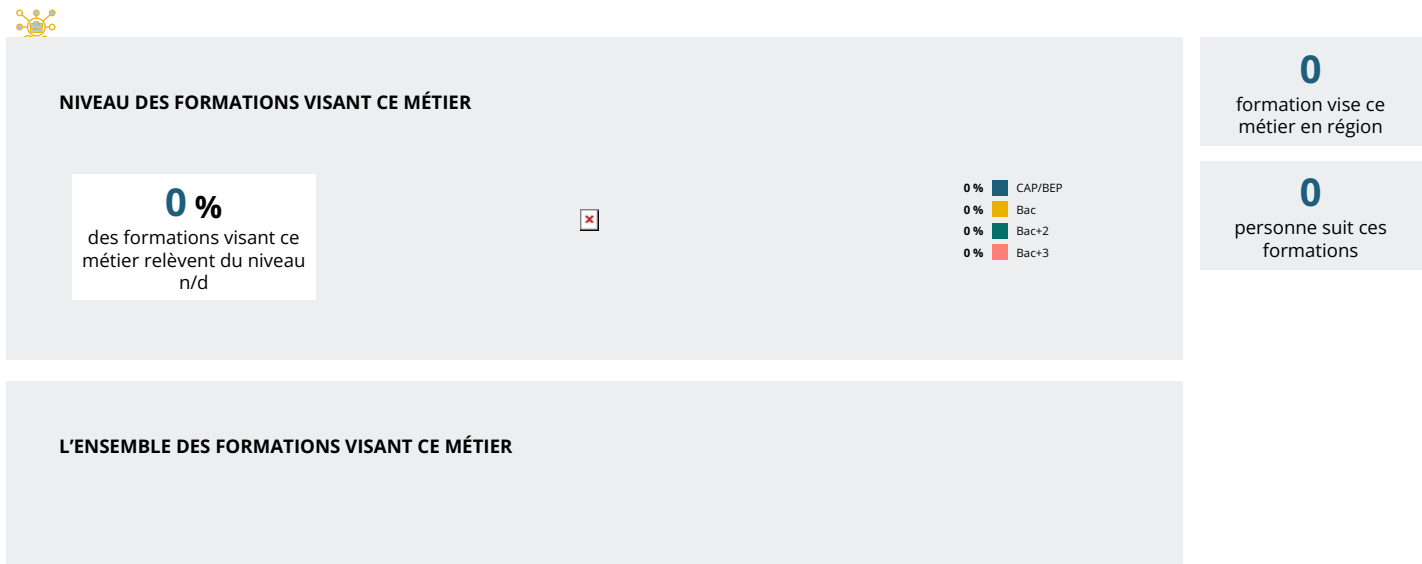 NIVEAU DES FORMATIONS VISANT CE MÉTIER
0 %
des formations visant ce
métier relèvent du niveau
n/d
0 % CAP/BEP
0 % Bac
0 % Bac+2
0 % Bac+3
0
formation vise ce
métier en région
0
personne suit ces
formations
L’ENSEMBLE DES FORMATIONS VISANT CE MÉTIER